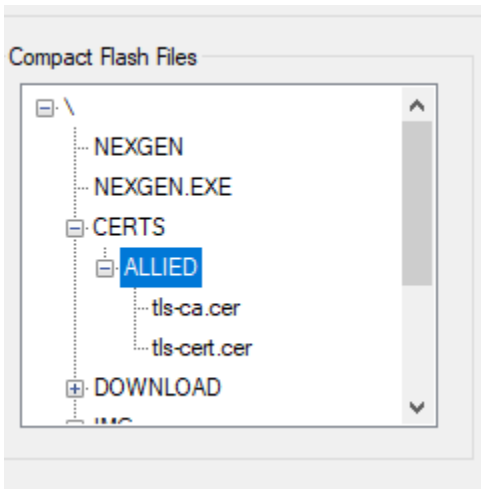 Compact Flash Files
\
NEXGEN
NEXGEN.EXE
CERTS
ALLIED
tls-ca.cer
tls-cert.cer
DOWNLOAD